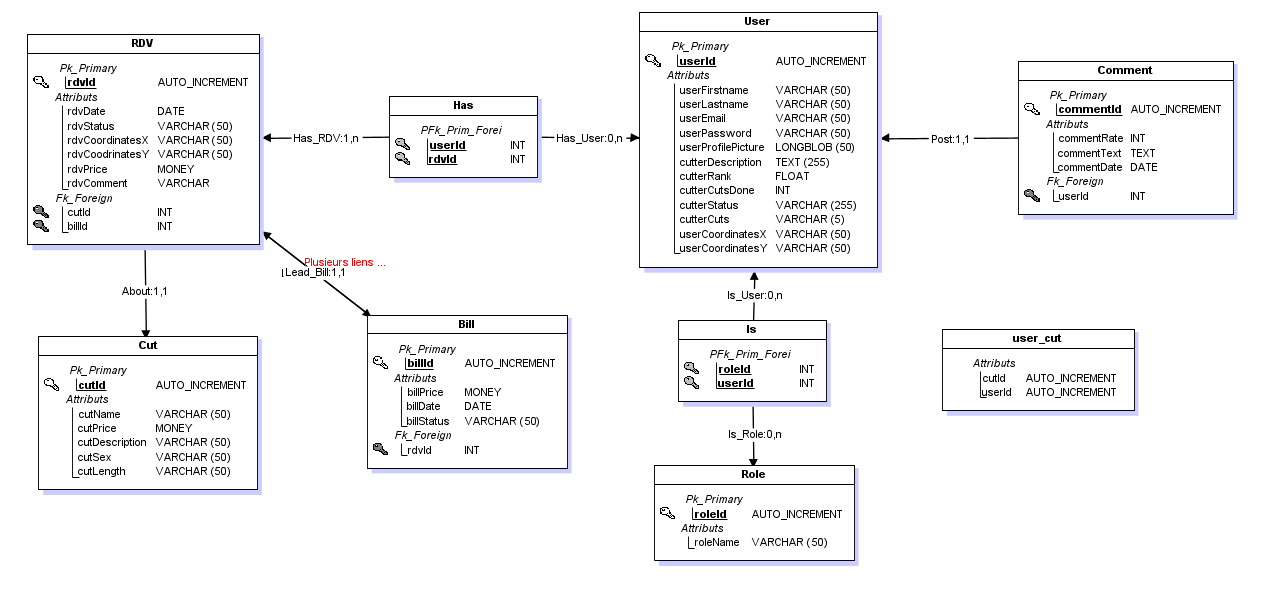 RDV
Pk_Primary
rdvId AUTO_INCREMENT
Attributs
rdvDate DATE
rdvStatus VARCHAR (50)
rdvCoordinatesX VARCHAR (50)
rdvCoodrinatesY VARCHAR (50)
rdvPrice MONEY
rdvComment VARCHAR
Fk_Foreign
cutId INT
billId INT
Has_RDV:1,n
Has
PFk_Prim_Forei
userId INT
rdvId INT
Has_User:0,n
User
Pk_Primary
userId AUTO_INCREMENT
Attributs
userFirstname VARCHAR (50)
userLastname VARCHAR (50)
userEmail VARCHAR (50)
userPassword VARCHAR (50)
userProfilePicture LONGBLOB (50)
cutterDescription TEXT (255)
cutterRank FLOAT
cutterCutsDone INT
cutterStatus VARCHAR (255)
cutterCuts VARCHAR (5)
userCoordinatesX VARCHAR (50)
userCoordinatesY VARCHAR (50)
Post:1,1
Comment
Pk_Primary
commentId AUTO_INCREMENT
Attributs
commentRate INT
commentText TEXT
commentDate DATE
Fk_Foreign
userId INT
About:1,1
Plusieurs liens ...
Lead_Bill:1,1
Is_User:0,n
Cut
Pk_Primary
cutId AUTO_INCREMENT
Attributs
cutName VARCHAR (50)
cutPrice MONEY
cutDescription VARCHAR (50)
cutSex VARCHAR (50)
cutLength VARCHAR (50)
Bill
Pk_Primary
billId AUTO_INCREMENT
Attributs
billPrice MONEY
billDate DATE
billStatus VARCHAR (50)
Fk_Foreign
rdvId INT
Is
PFk_Prim_Forei
roleId INT
userId INT
Is_Role:0,n
Role
Pk_Primary
roleId AUTO_INCREMENT
Attributs
roleName VARCHAR (50)
user_cut
Attributs
cutId AUTO_INCREMENT
userId AUTO_INCREMENT